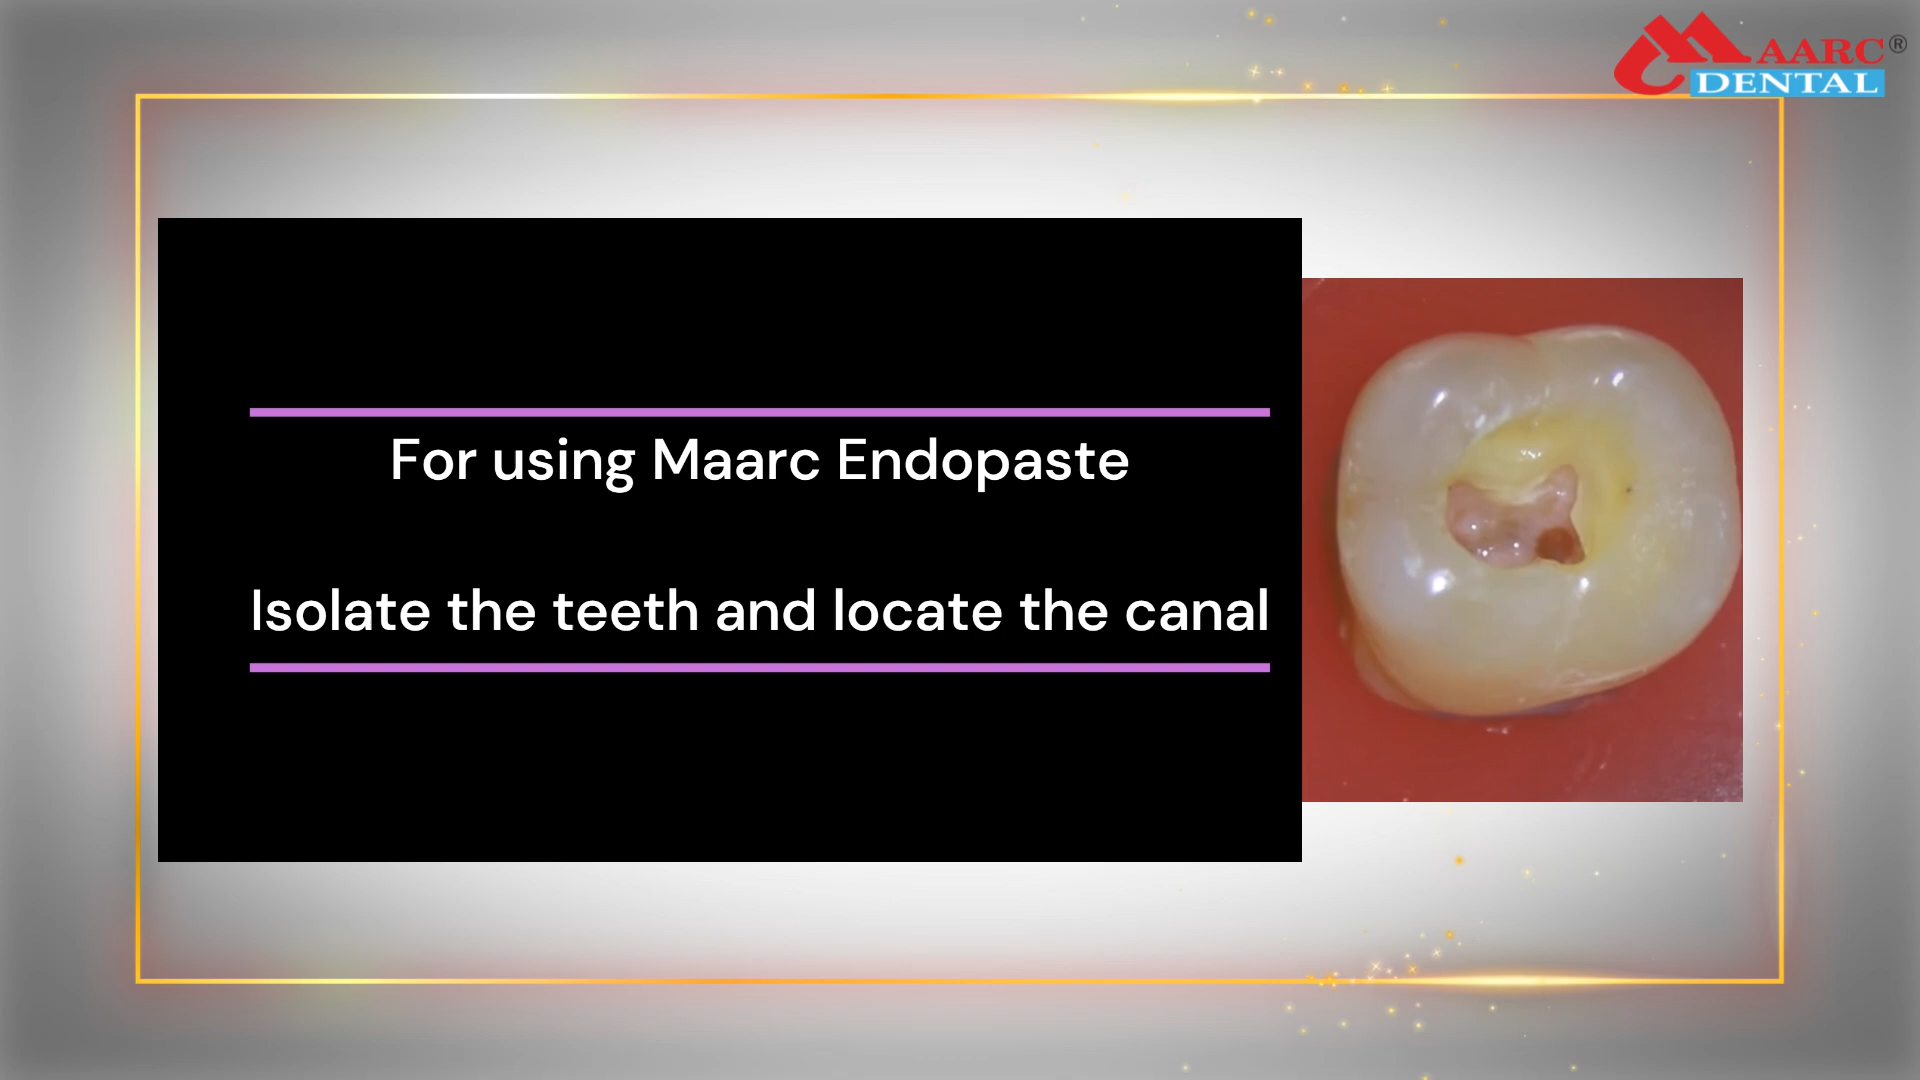 MAARC®
DENTAL
For using Maarc Endopaste
Isolate the teeth and locate the canal